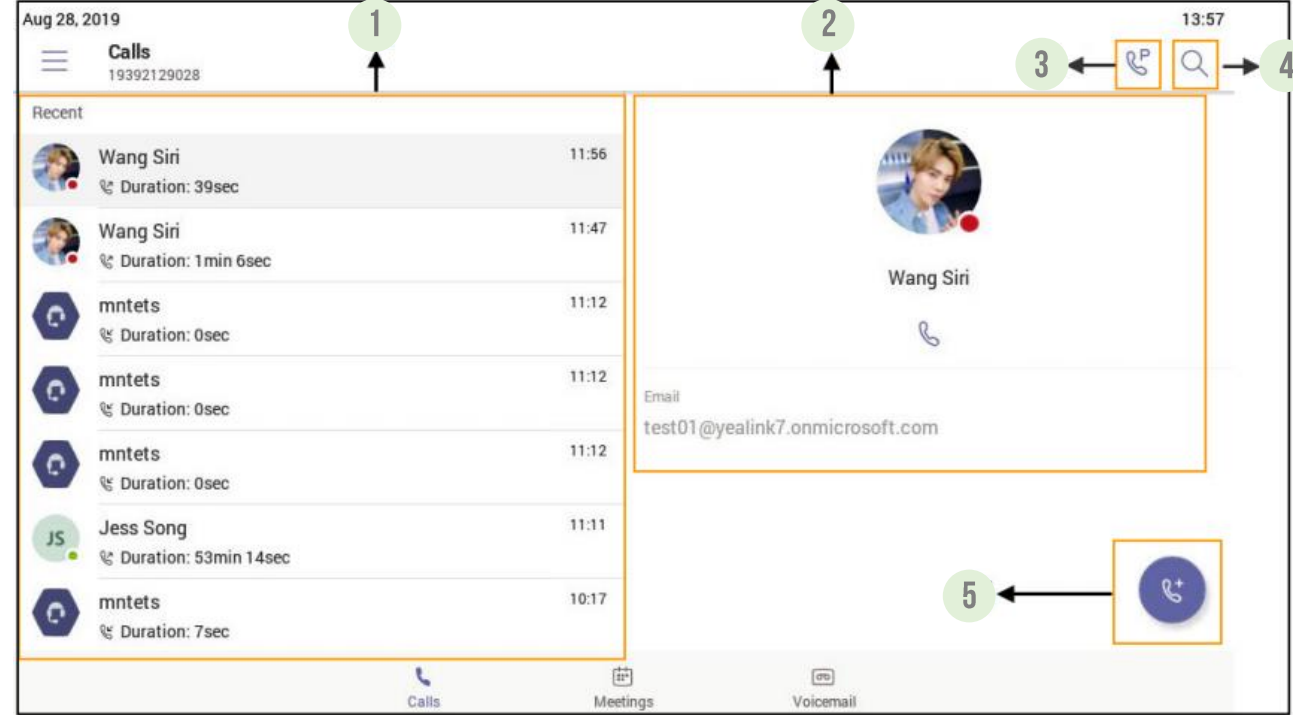 Aug 28, 2019
13:57
Calls
19392129028
1
2
3
P
4
Recent
Wang Siri
11:56
Duration: 39sec
Wang Siri
11:47
Duration: 1min 6sec
mntets
11:12
Duration: 0sec
mntets
11:12
Duration: 0sec
mntets
11:12
Duration: 0sec
JS
Jess Song
11:11
Duration: 53min 14sec
mntets
10:17
Duration: 7sec
Wang Siri
Email
test01@yealink7.onmicrosoft.com
5
Calls
Meetings
Voicemail